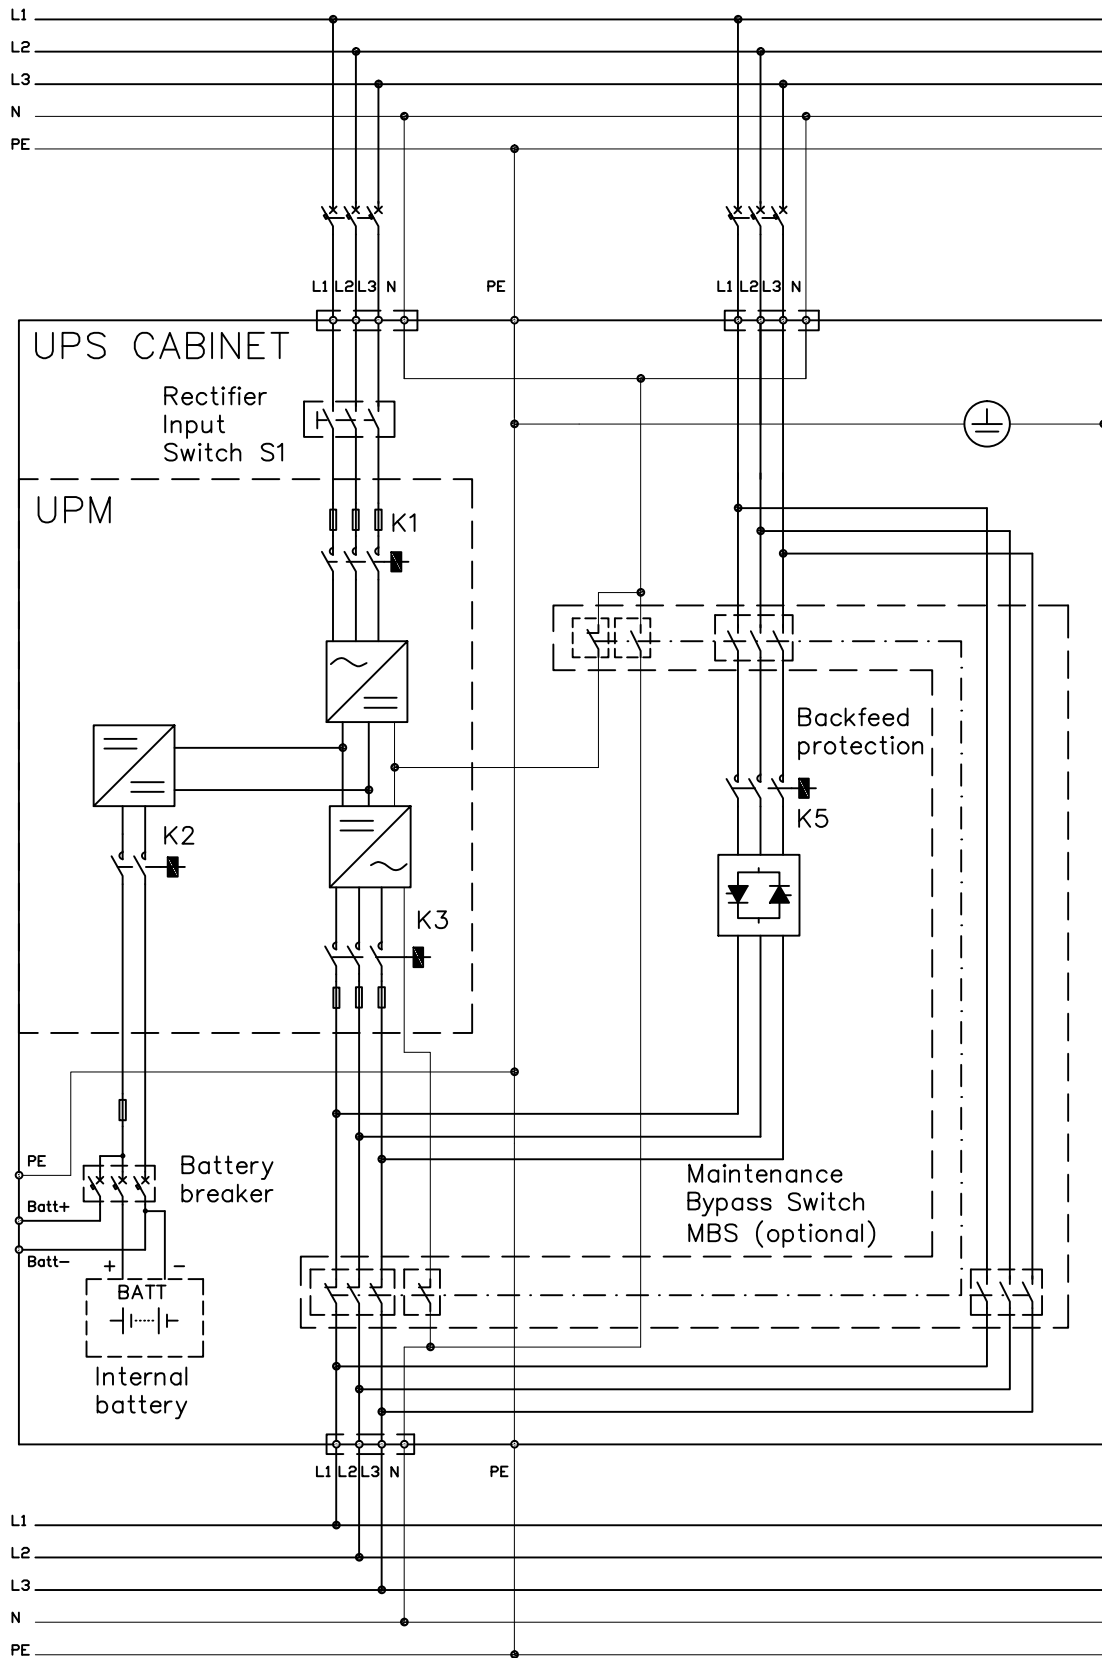 L1
L2
L3
N
PE
L1 L2 L3 N
PE
L1 L2 L3 N
UPS CABINET
Rectifier
Input
Switch S1
UPM
K1
Backfeed
protection
K5
K2
K3
PE
Battery
breaker
Batt+
Batt-
Maintenance
Bypass Switch
MBS (optional)
+ -
BATT
Internal
battery
L1 L2 L3 N
PE
L1
L2
L3
N
PE